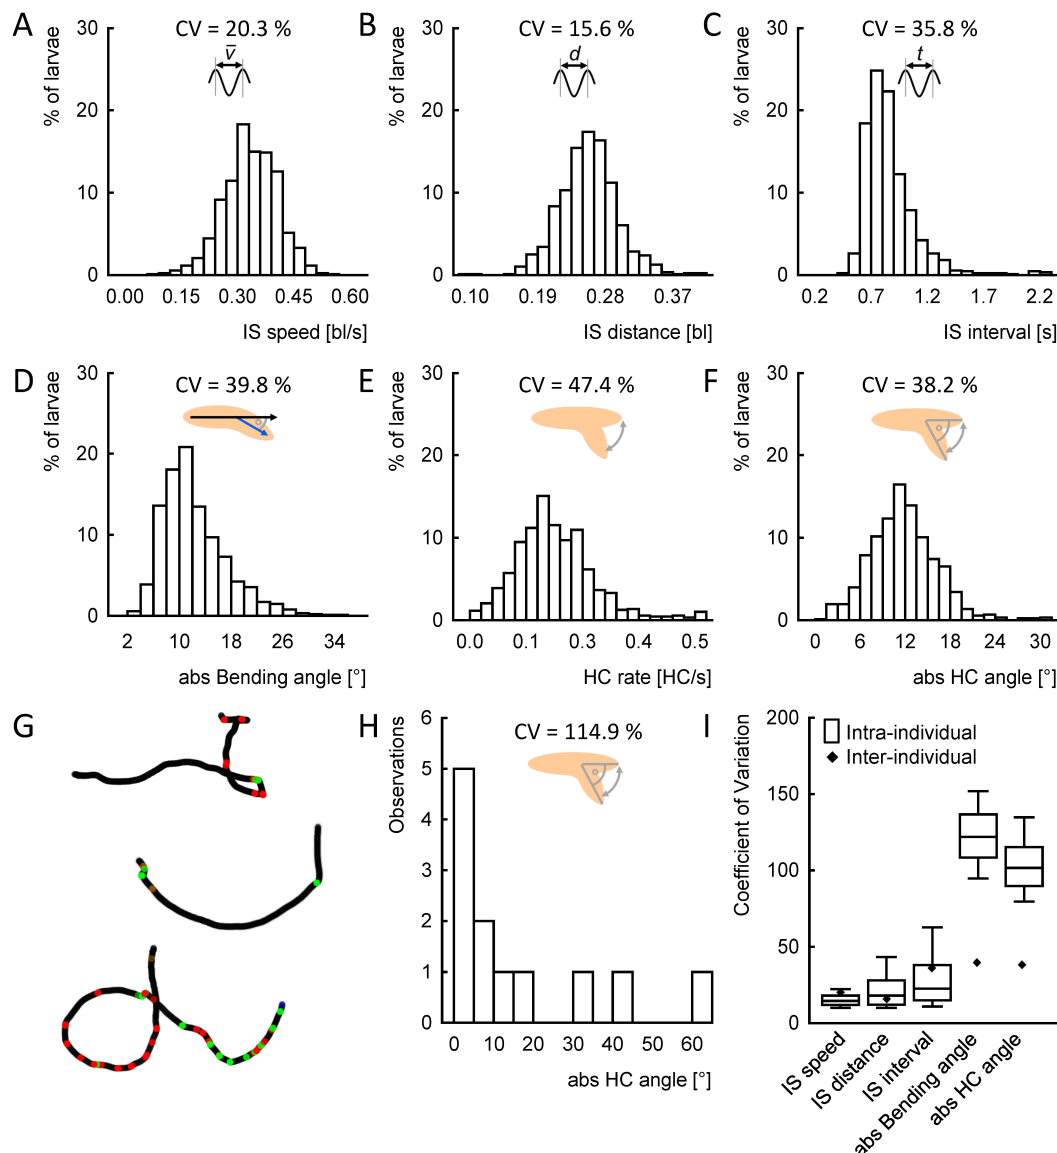 A
CV = 20.3 %
v̄
% of larvae
30
20
10
0
0.00 0.15 0.30 0.45 0.60
IS speed [bl/s]
B
CV = 15.6 %
d
% of larvae
30
20
10
0
0.10 0.19 0.28 0.37
IS distance [bl]
C
CV = 35.8 %
t
% of larvae
30
20
10
0
0.2 0.7 1.2 1.7 2.2
IS interval [s]
D
CV = 39.8 %
% of larvae
30
20
10
0
2 10 18 26 34
abs Bending angle [°]
E
CV = 47.4 %
% of larvae
30
20
10
0
0.0 0.1 0.3 0.4 0.5
HC rate [HC/s]
F
CV = 38.2 %
% of larvae
30
20
10
0
0 6 12 18 24 30
abs HC angle [°]
G
H
CV = 114.9 %
Observations
6
5
4
3
2
1
0
0 10 20 30 40 50 60
abs HC angle [°]
I
Intra-individual
Inter-individual
Coefficient of Variation
200
150
100
50
0
IS speed
IS distance
IS interval
abs Bending angle
abs HC angle